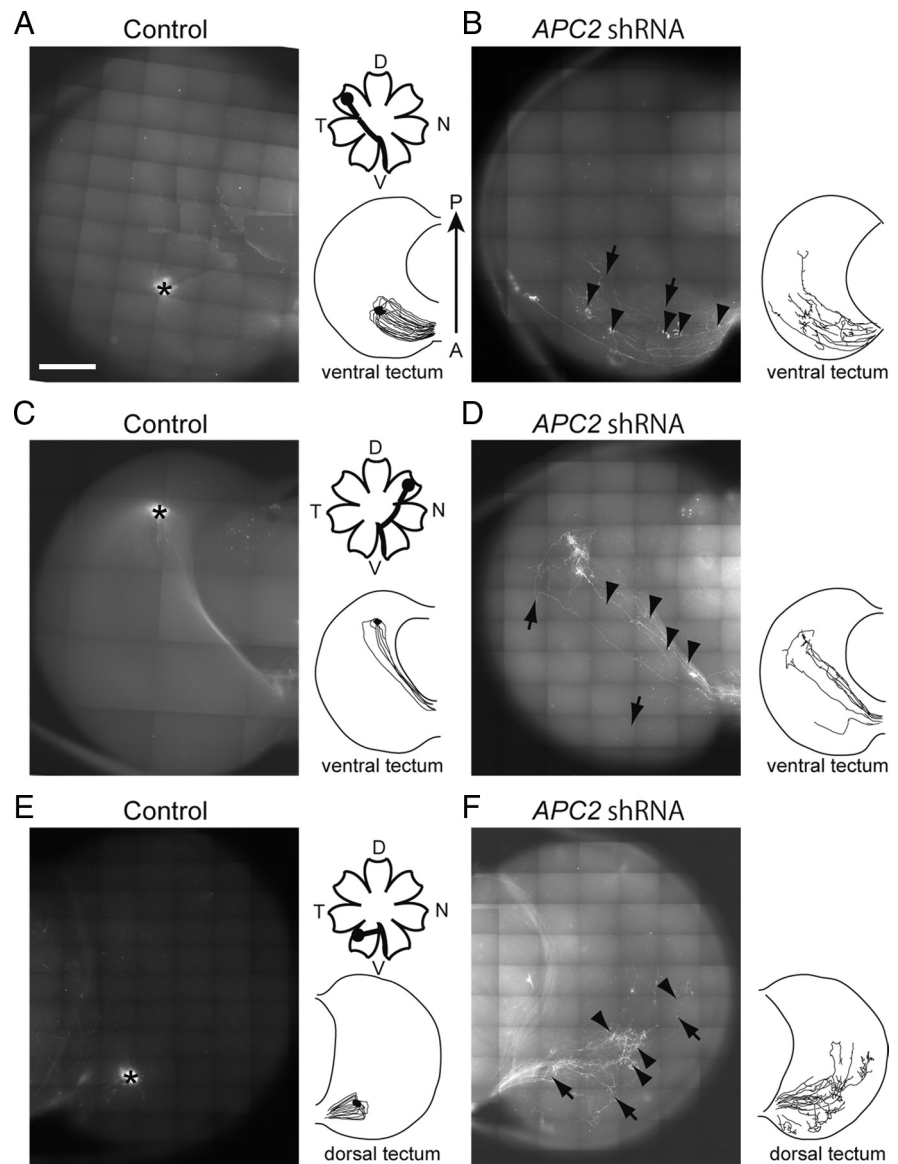 A Control
B APC2 shRNA
D
T N
V
P
A
*
ventral tectum
ventral tectum
C Control
D APC2 shRNA
D
T N
V
*
ventral tectum
ventral tectum
E Control
F APC2 shRNA
D
T N
V
*
dorsal tectum
dorsal tectum